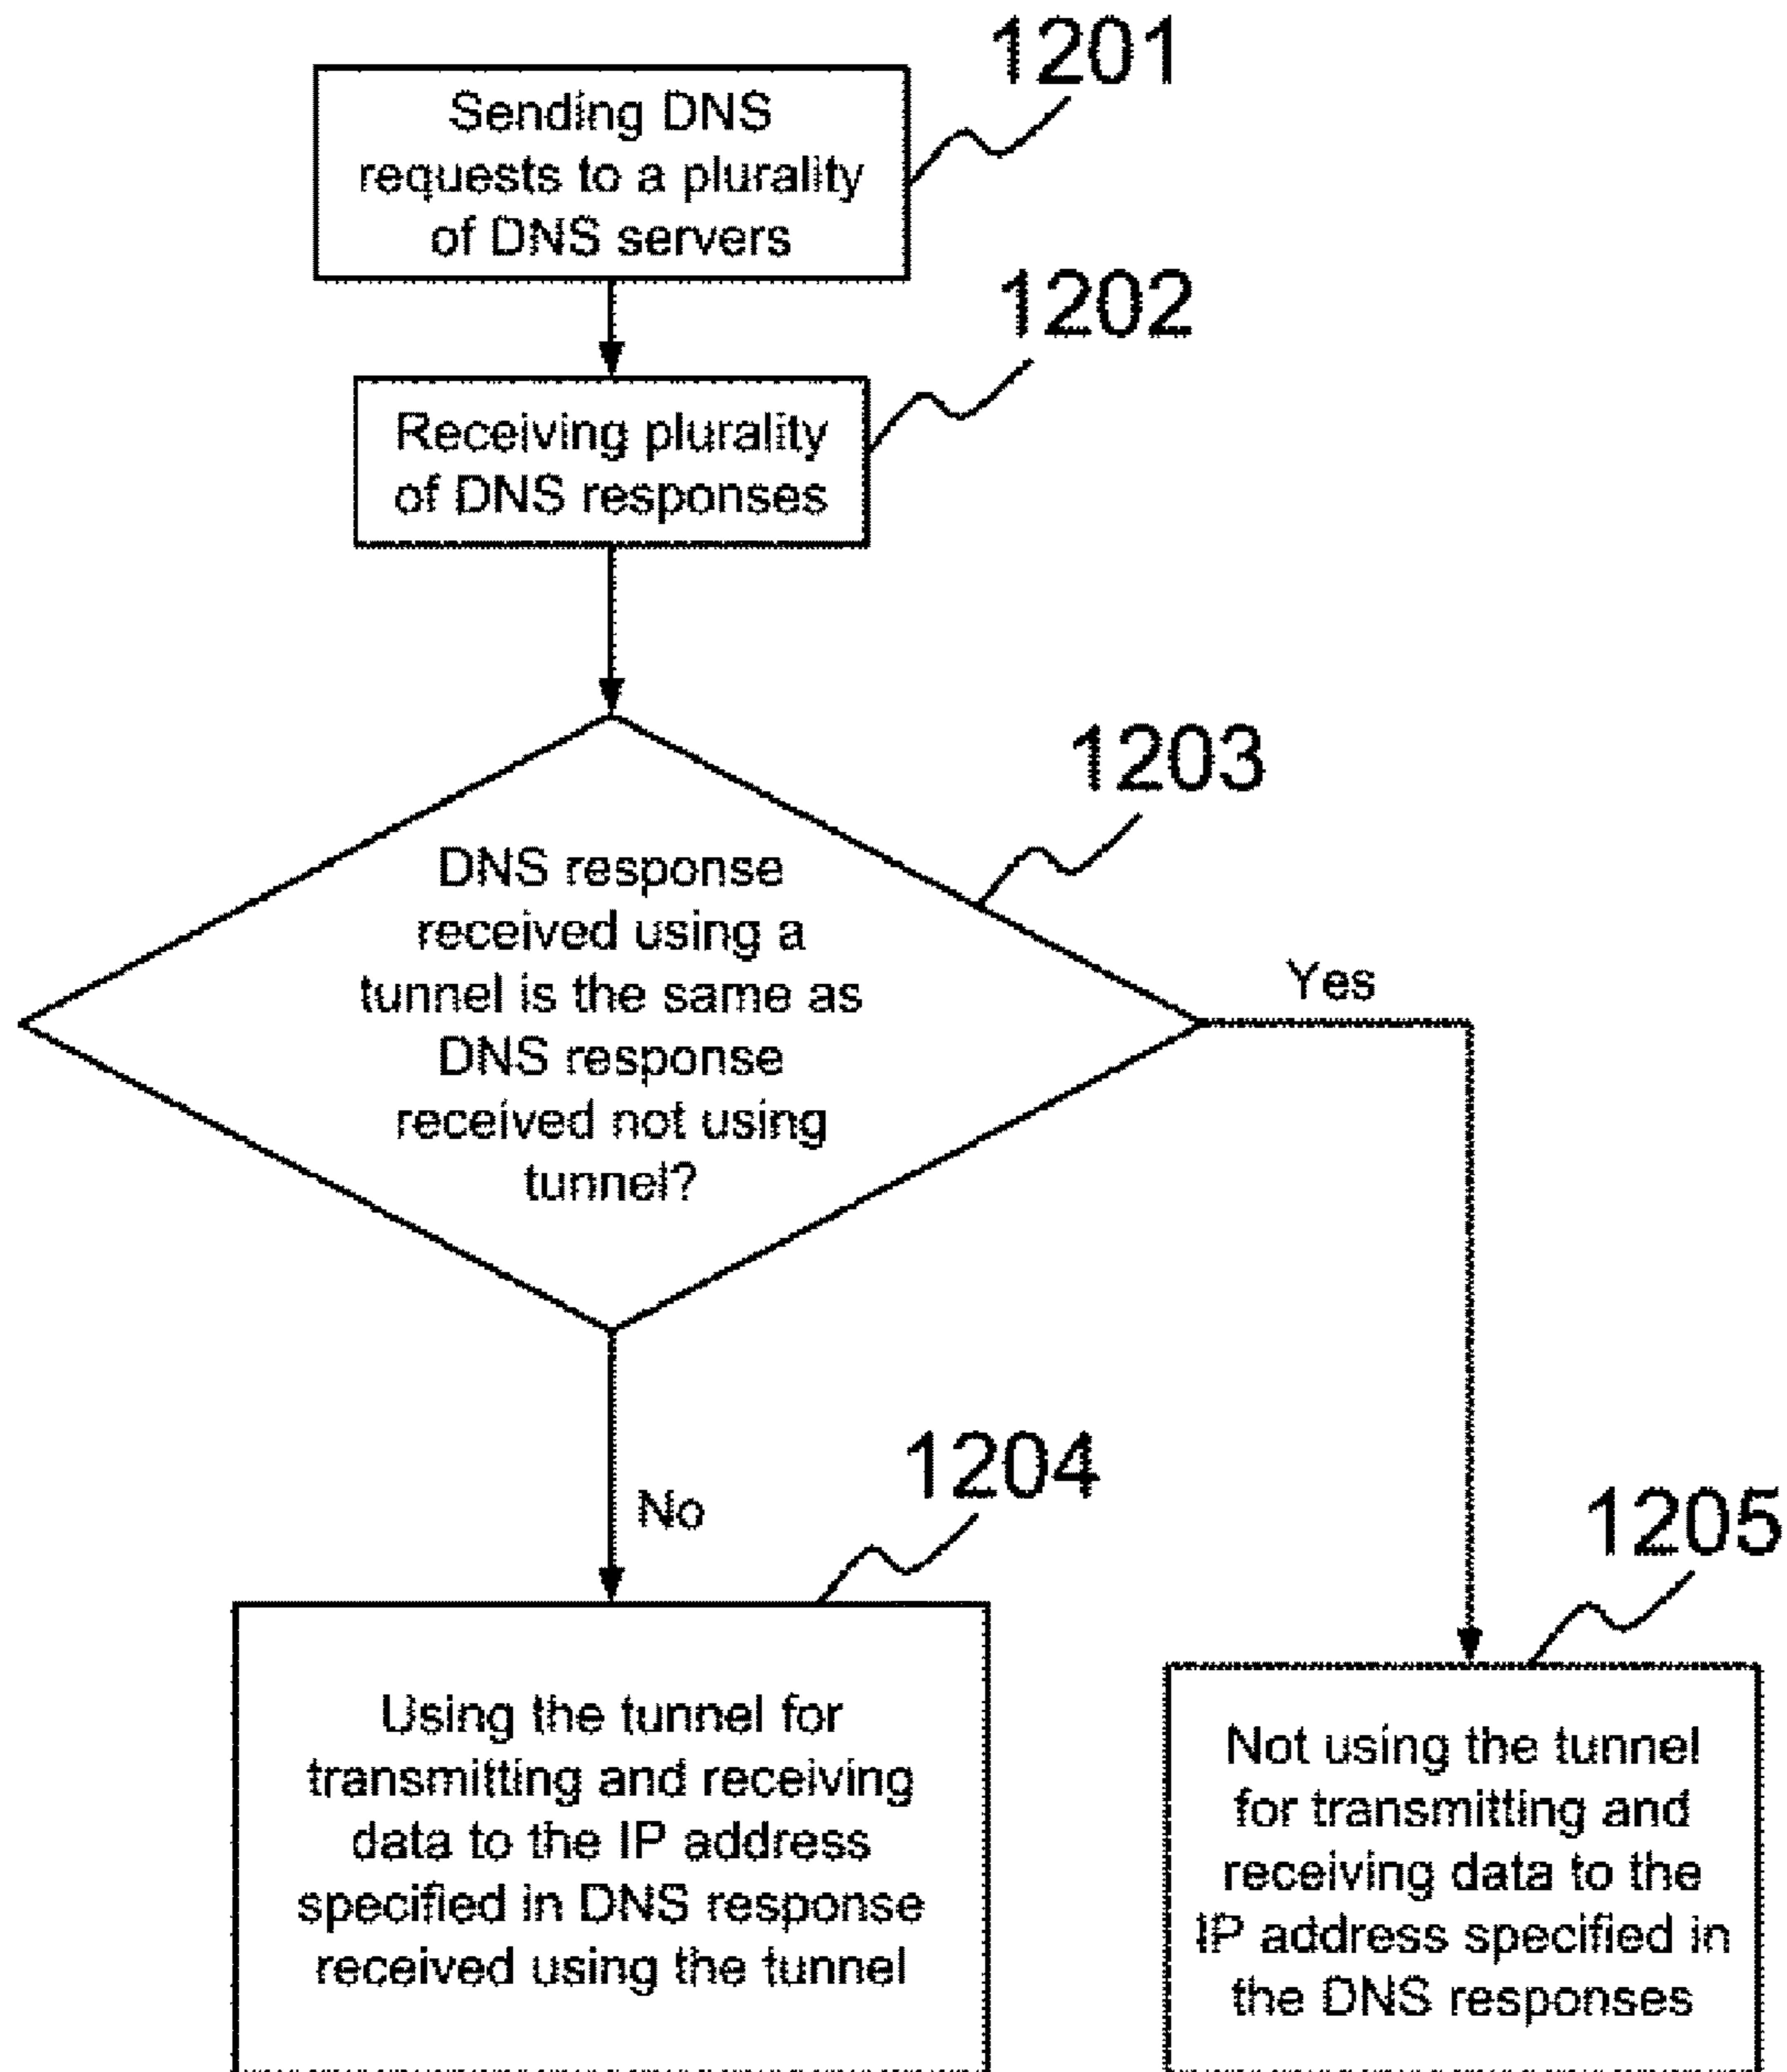 1201
Sending DNS
requests to a plurality
of DNS servers
1202
Receiving plurality
of DNS responses
1203
DNS response
received using a
tunnel is the same as
DNS response
received not using
tunnel?
Yes
No
1204
1205
Using the tunnel for
transmitting and receiving
data to the IP address
specified in DNS response
received using the tunnel
Not using the tunnel
for transmitting and
receiving data to the
IP address specified in
the DNS responses